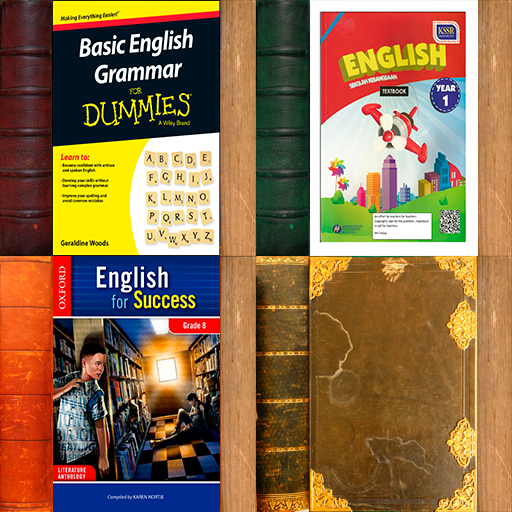 Making Everything Easier!™
Basic English
Grammar
FOR
DUMMIES
A Wiley Brand
Learn to:
• Become confident with written
and spoken English
• Develop your skills without
learning complex grammar
• Improve your spelling and
avoid common mistakes
A B C D E
F G H I J
K L M N O
P Q R S T
U V W X Y Z
Geraldine Woods
KSSR
ENGLISH
SEKOLAH KEBANGSAAN
TEXTBOOK
YEAR
1
OXFORD
English
for Success
Grade 8
LITERATURE
ANTHOLOGY
Compiled by KAREN NORTJE